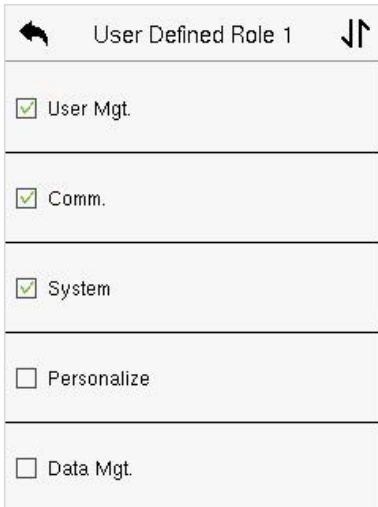 User Defined Role 1
User Mgt.
Comm.
System
Personalize
Data Mgt.